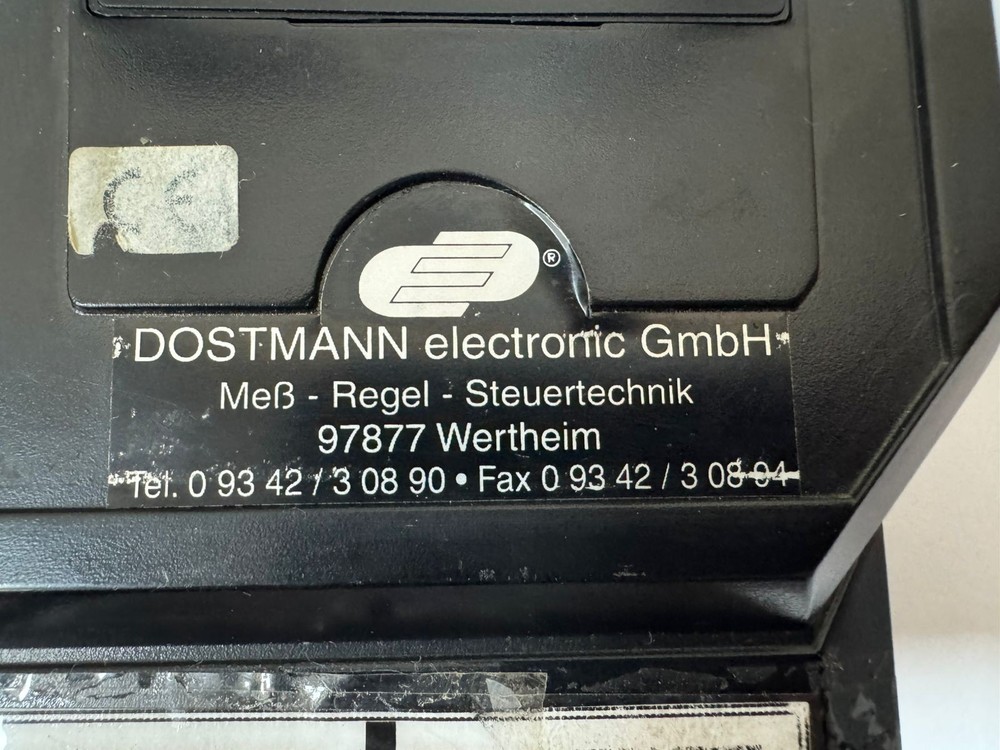 CE
®
DOSTMANN electronic GmbH
Meß - Regel - Steuertechnik
97877 Wertheim
Tel. 0 93 42 / 3 08 90 • Fax 0 93 42 / 3 08 94